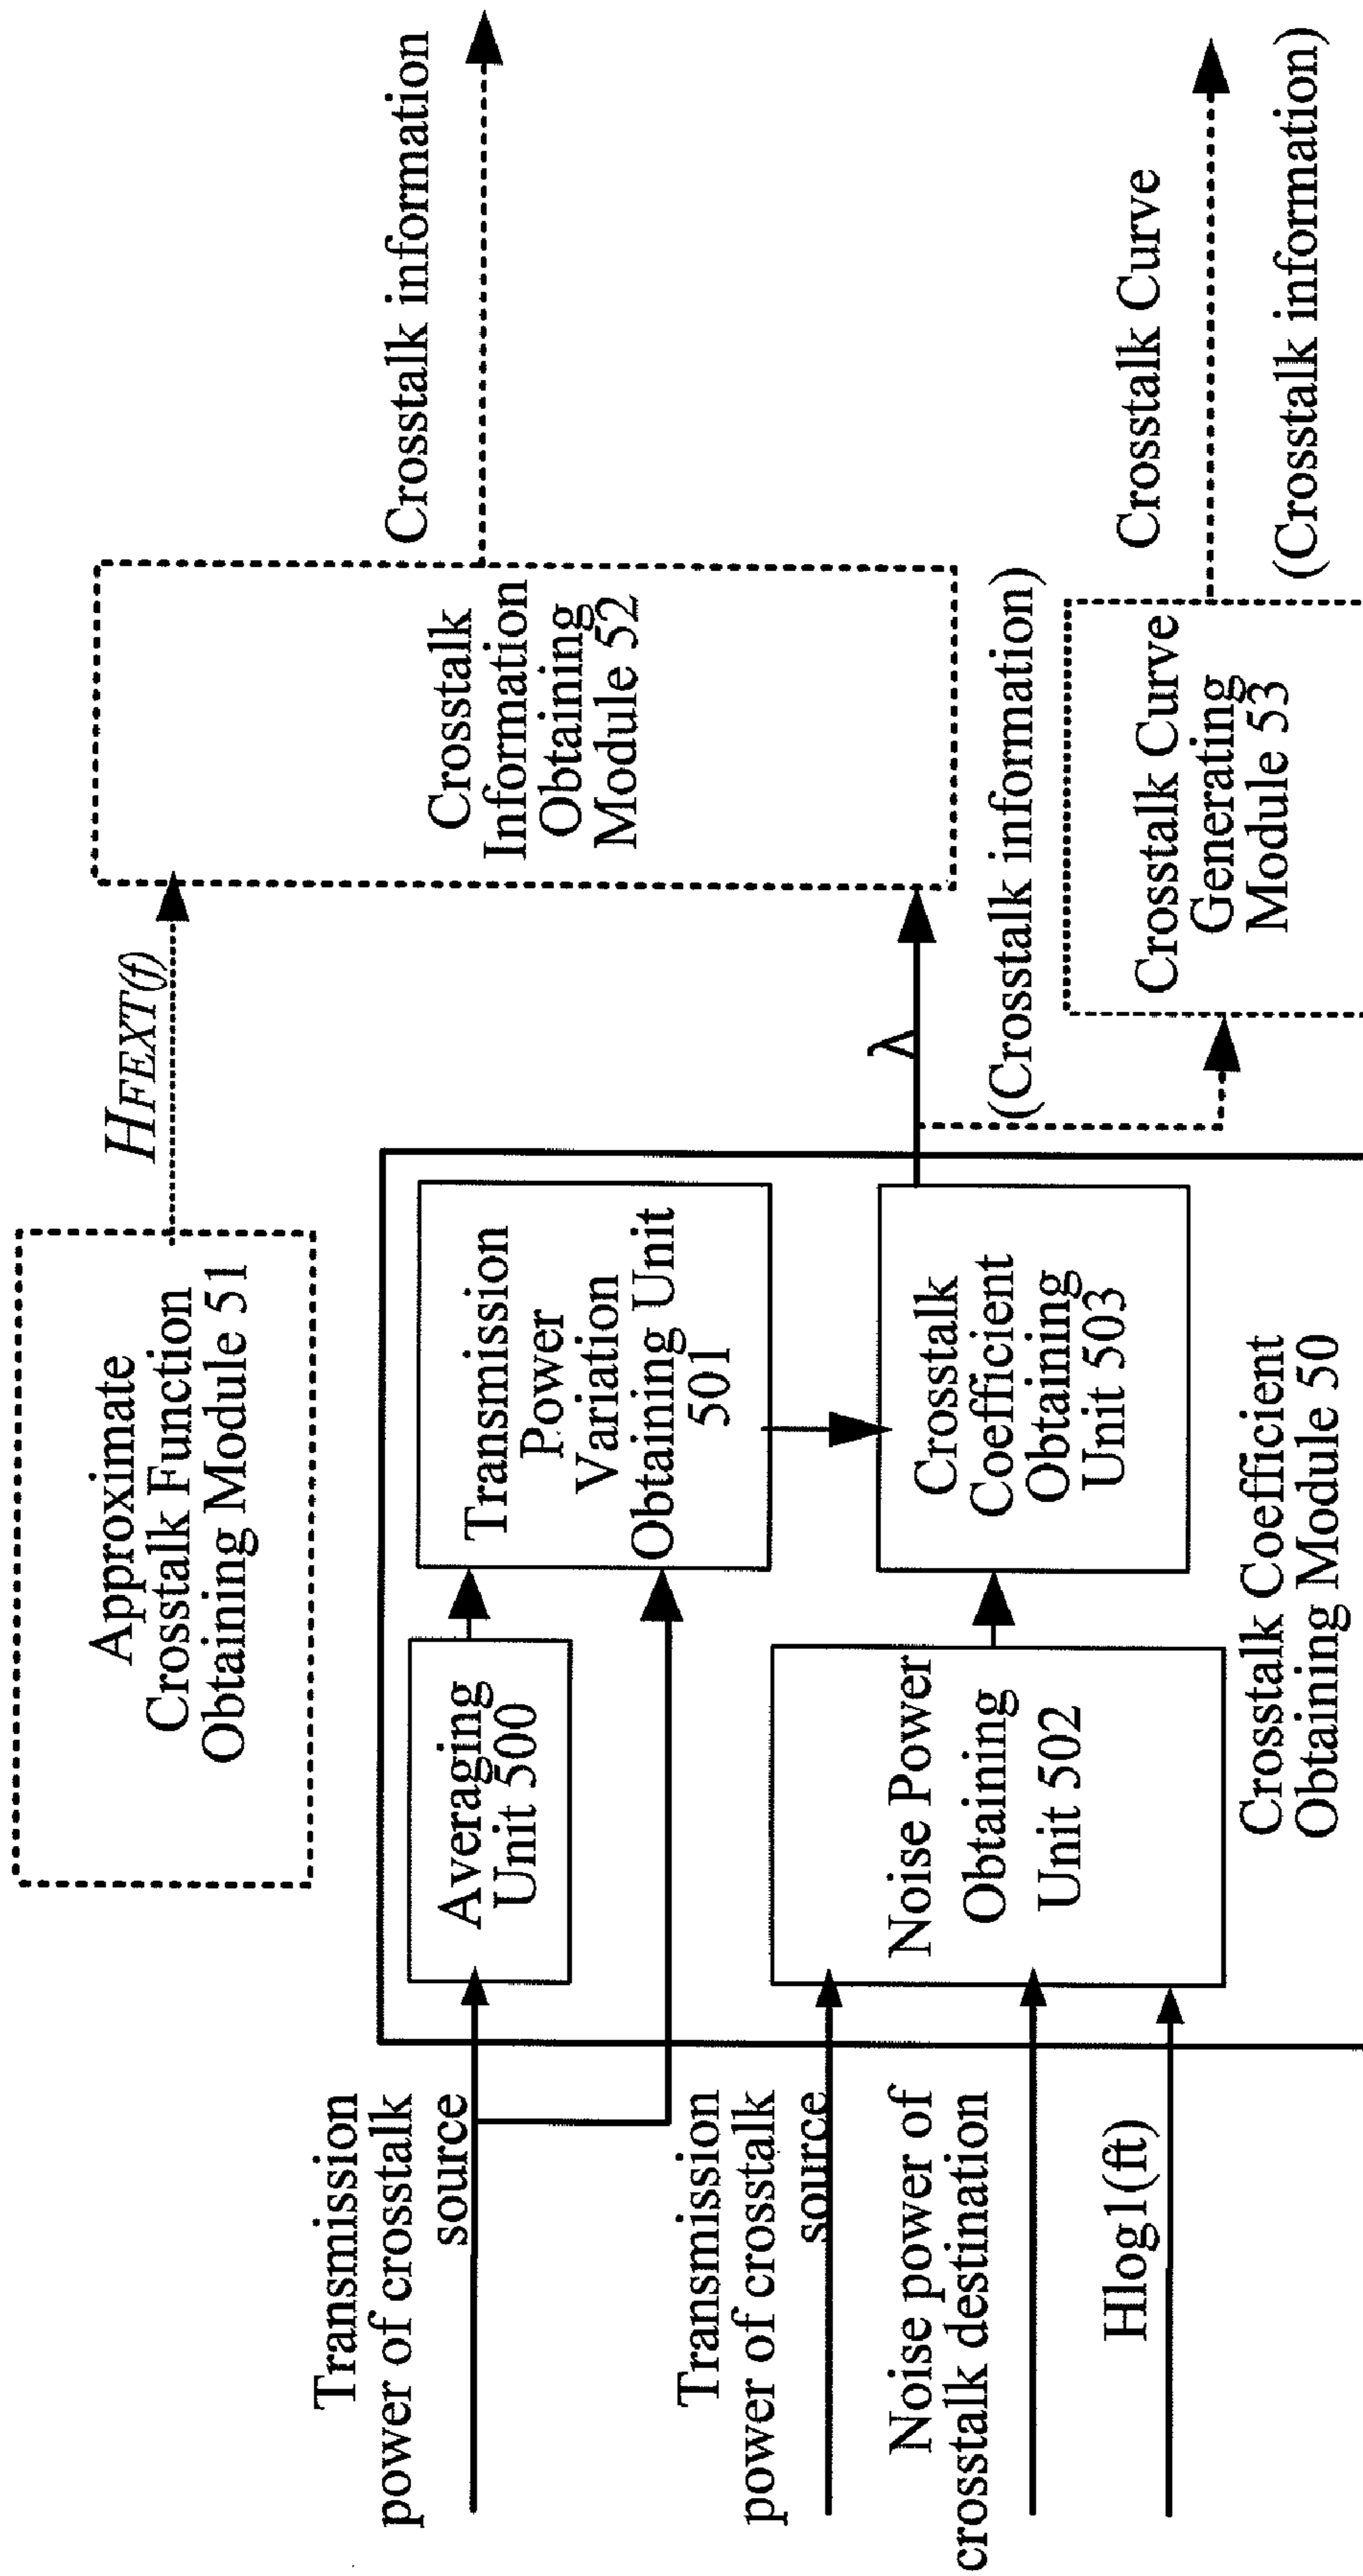 Approximate
Crosstalk Function
Obtaining Module 51
HFEXT(f)
Crosstalk
Information
Obtaining
Module 52
Crosstalk information
Transmission
power of crosstalk
source
Averaging
Unit 500
Transmission
Power
Variation
Obtaining Unit
501
Transmission
power of crosstalk
source
Noise power of
crosstalk destination
Hlog1(ft)
Noise Power
Obtaining
Unit 502
Crosstalk
Coefficient
Obtaining
Unit 503
Crosstalk Coefficient
Obtaining Module 50
λ
(Crosstalk information)
Crosstalk Curve
Generating
Module 53
Crosstalk Curve
(Crosstalk information)